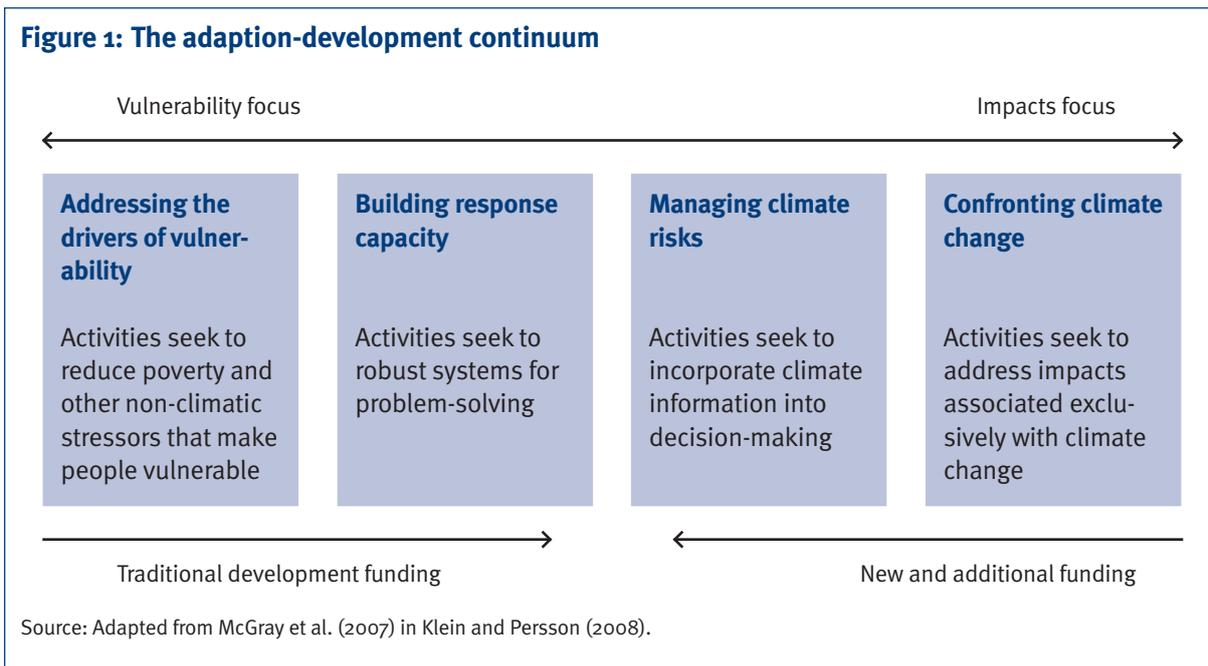 Figure 1: The adaption-development continuum
Vulnerability focus
Impacts focus
Addressing the
drivers of vulner-
ability
Activities seek to
reduce poverty and
other non-climatic
stressors that make
people vulnerable
Building response
capacity
Activities seek to
robust systems for
problem-solving
Managing climate
risks
Activities seek to
incorporate climate
information into
decision-making
Confronting climate
change
Activities seek to
address impacts
associated exclu-
sively with climate
change
Traditional development funding
New and additional funding
Source: Adapted from McGray et al. (2007) in Klein and Persson (2008).